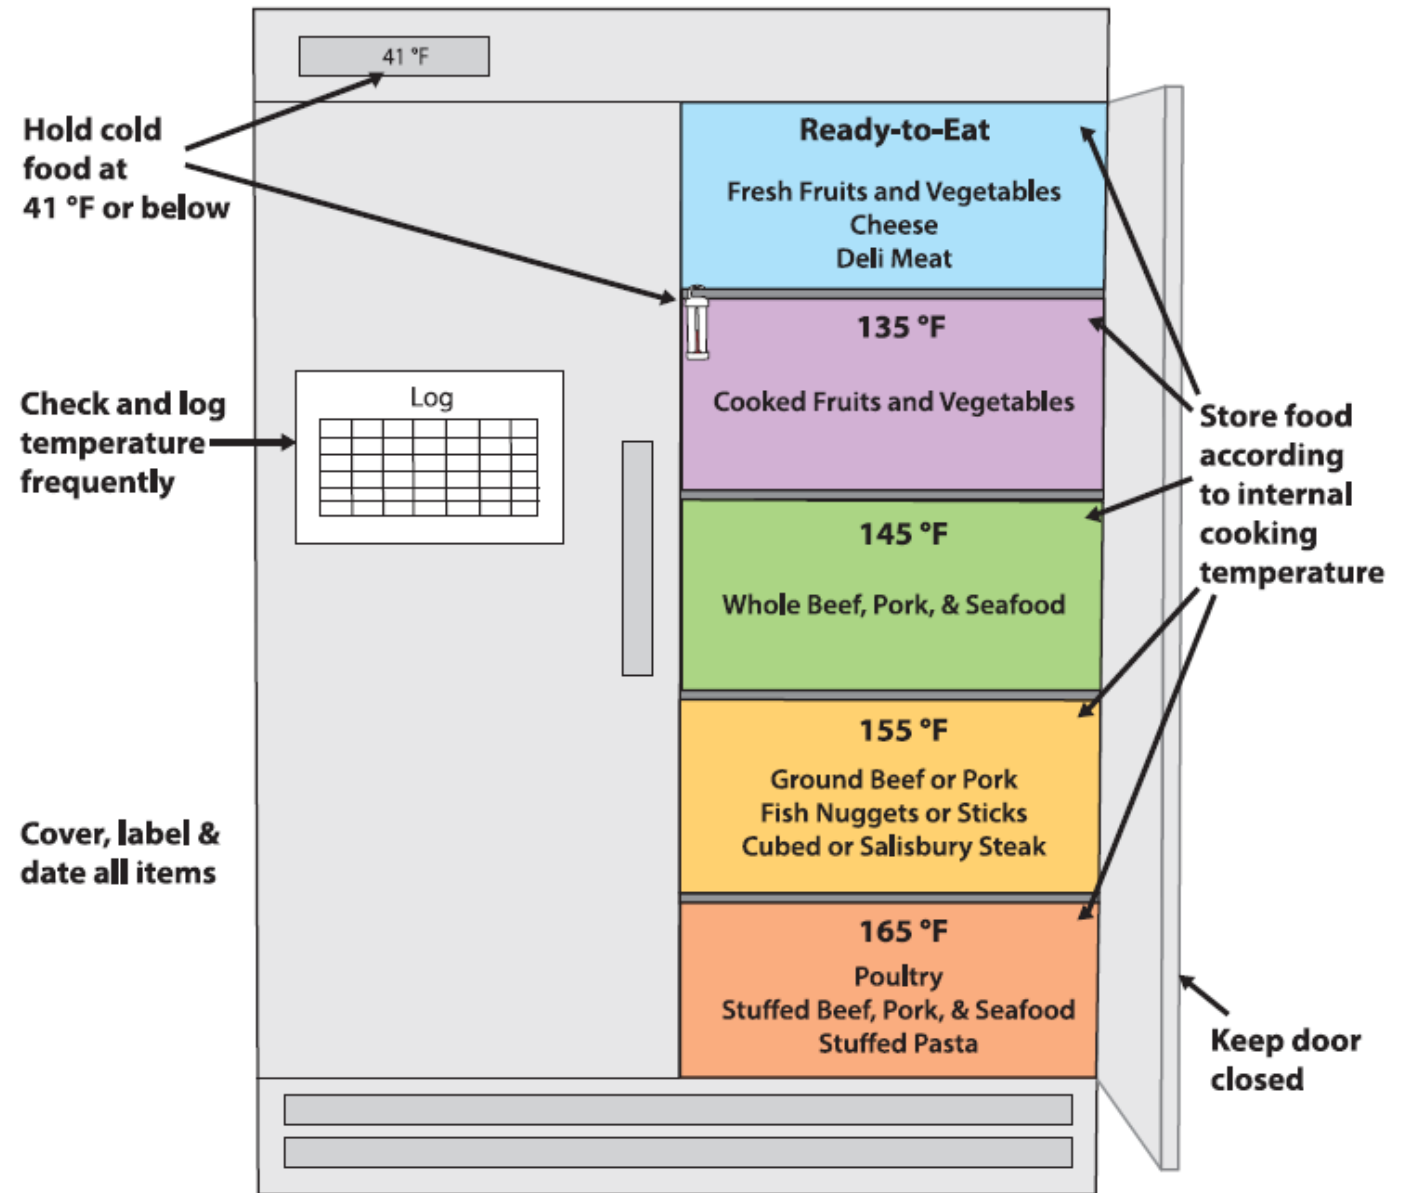 41 °F
Hold cold
food at
41 °F or below
Ready-to-Eat
Fresh Fruits and Vegetables
Cheese
Deli Meat
135 °F
Cooked Fruits and Vegetables
Check and log
temperature
frequently
Log
Store food
according
to internal
cooking
temperature
145 °F
Whole Beef, Pork, & Seafood
155 °F
Ground Beef or Pork
Fish Nuggets or Sticks
Cubed or Salisbury Steak
Cover, label &
date all items
165 °F
Poultry
Stuffed Beef, Pork, & Seafood
Stuffed Pasta
Keep door
closed